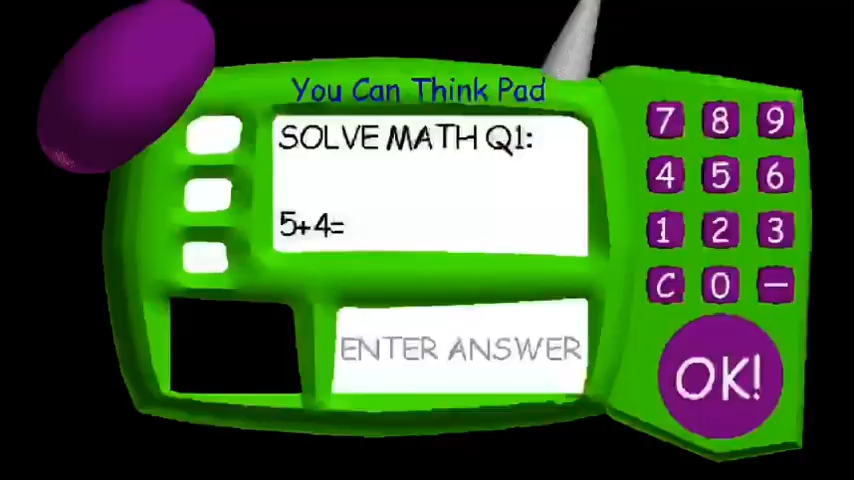 You Can Think Pad
SOLVE MATH Q1:
5+4=
ENTER ANSWER
7 8 9
4 5 6
1 2 3
C 0 −
OK!